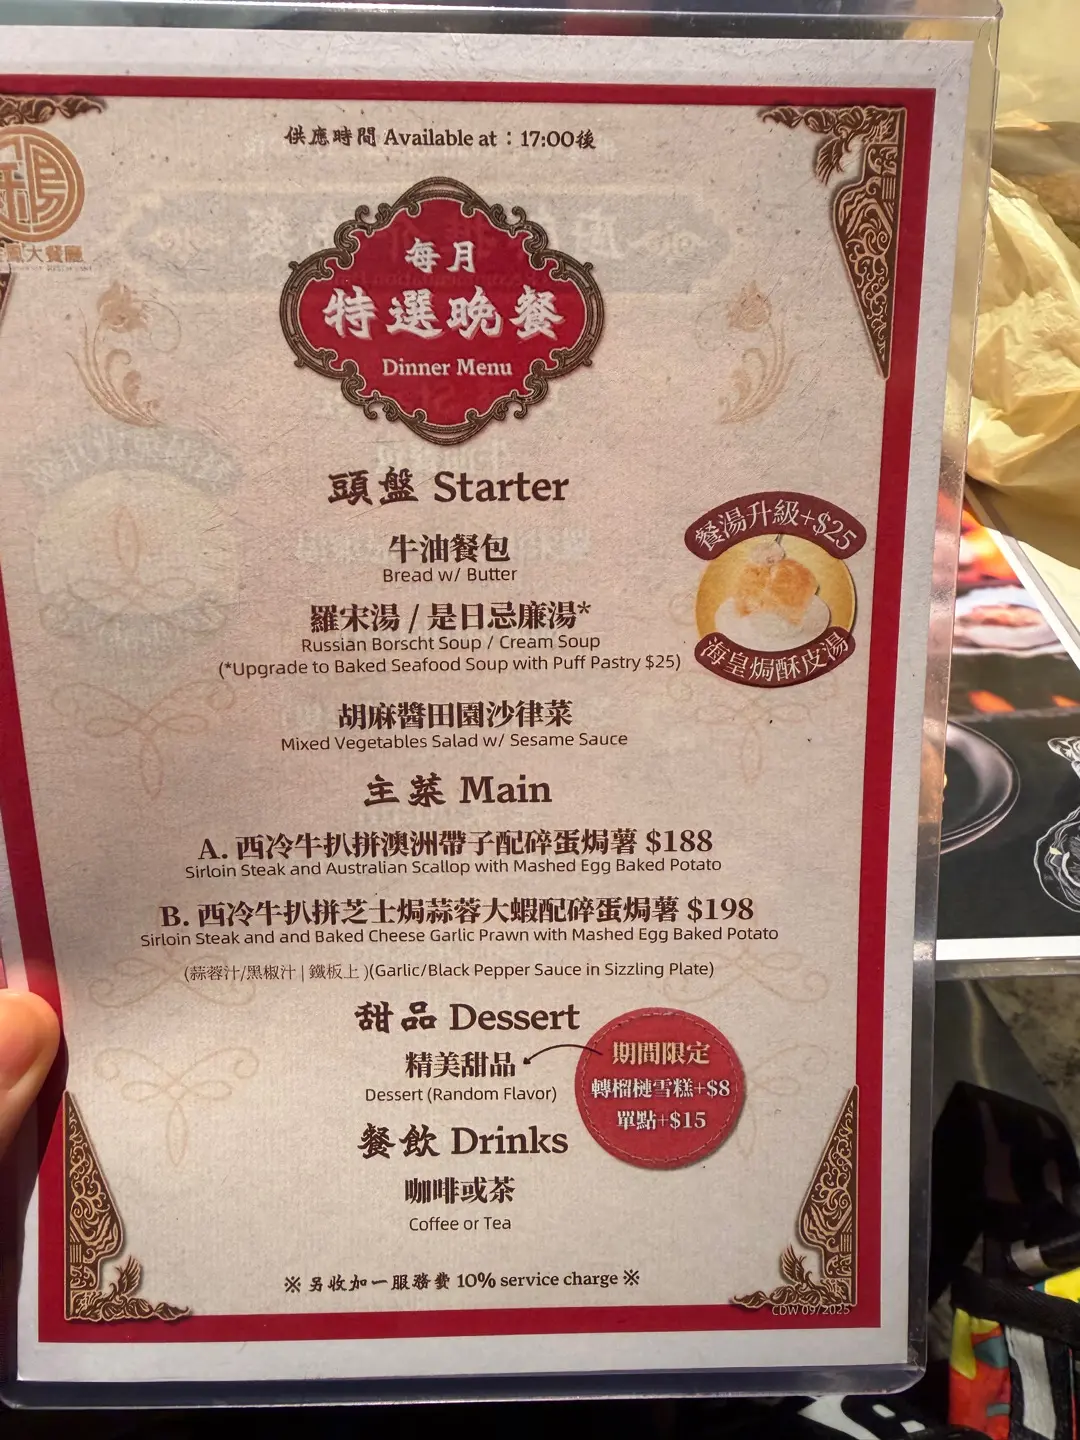 供應時間 Available at：17:00後
大餐廳
每月
特選晚餐
Dinner Menu
頭盤 Starter
牛油餐包
Bread w/ Butter
羅宋湯 / 是日忌廉湯*
Russian Borscht Soup / Cream Soup
(*Upgrade to Baked Seafood Soup with Puff Pastry $25)
餐湯升級+$25
海皇焗酥皮湯
胡麻醬田園沙律菜
Mixed Vegetables Salad w/ Sesame Sauce
主菜 Main
A. 西冷牛扒拼澳洲帶子配碎蛋焗薯 $188
Sirloin Steak and Australian Scallop with Mashed Egg Baked Potato
B. 西冷牛扒拼芝士焗蒜蓉大蝦配碎蛋焗薯 $198
Sirloin Steak and and Baked Cheese Garlic Prawn with Mashed Egg Baked Potato
(蒜蓉汁/黑椒汁 | 鐵板上 )(Garlic/Black Pepper Sauce in Sizzling Plate)
甜品 Dessert
精美甜品
Dessert (Random Flavor)
期間限定
轉榴槤雪糕+$8
單點+$15
餐飲 Drinks
咖啡或茶
Coffee or Tea
※ 另收加一服務費 10% service charge ※
CDW 09/2025